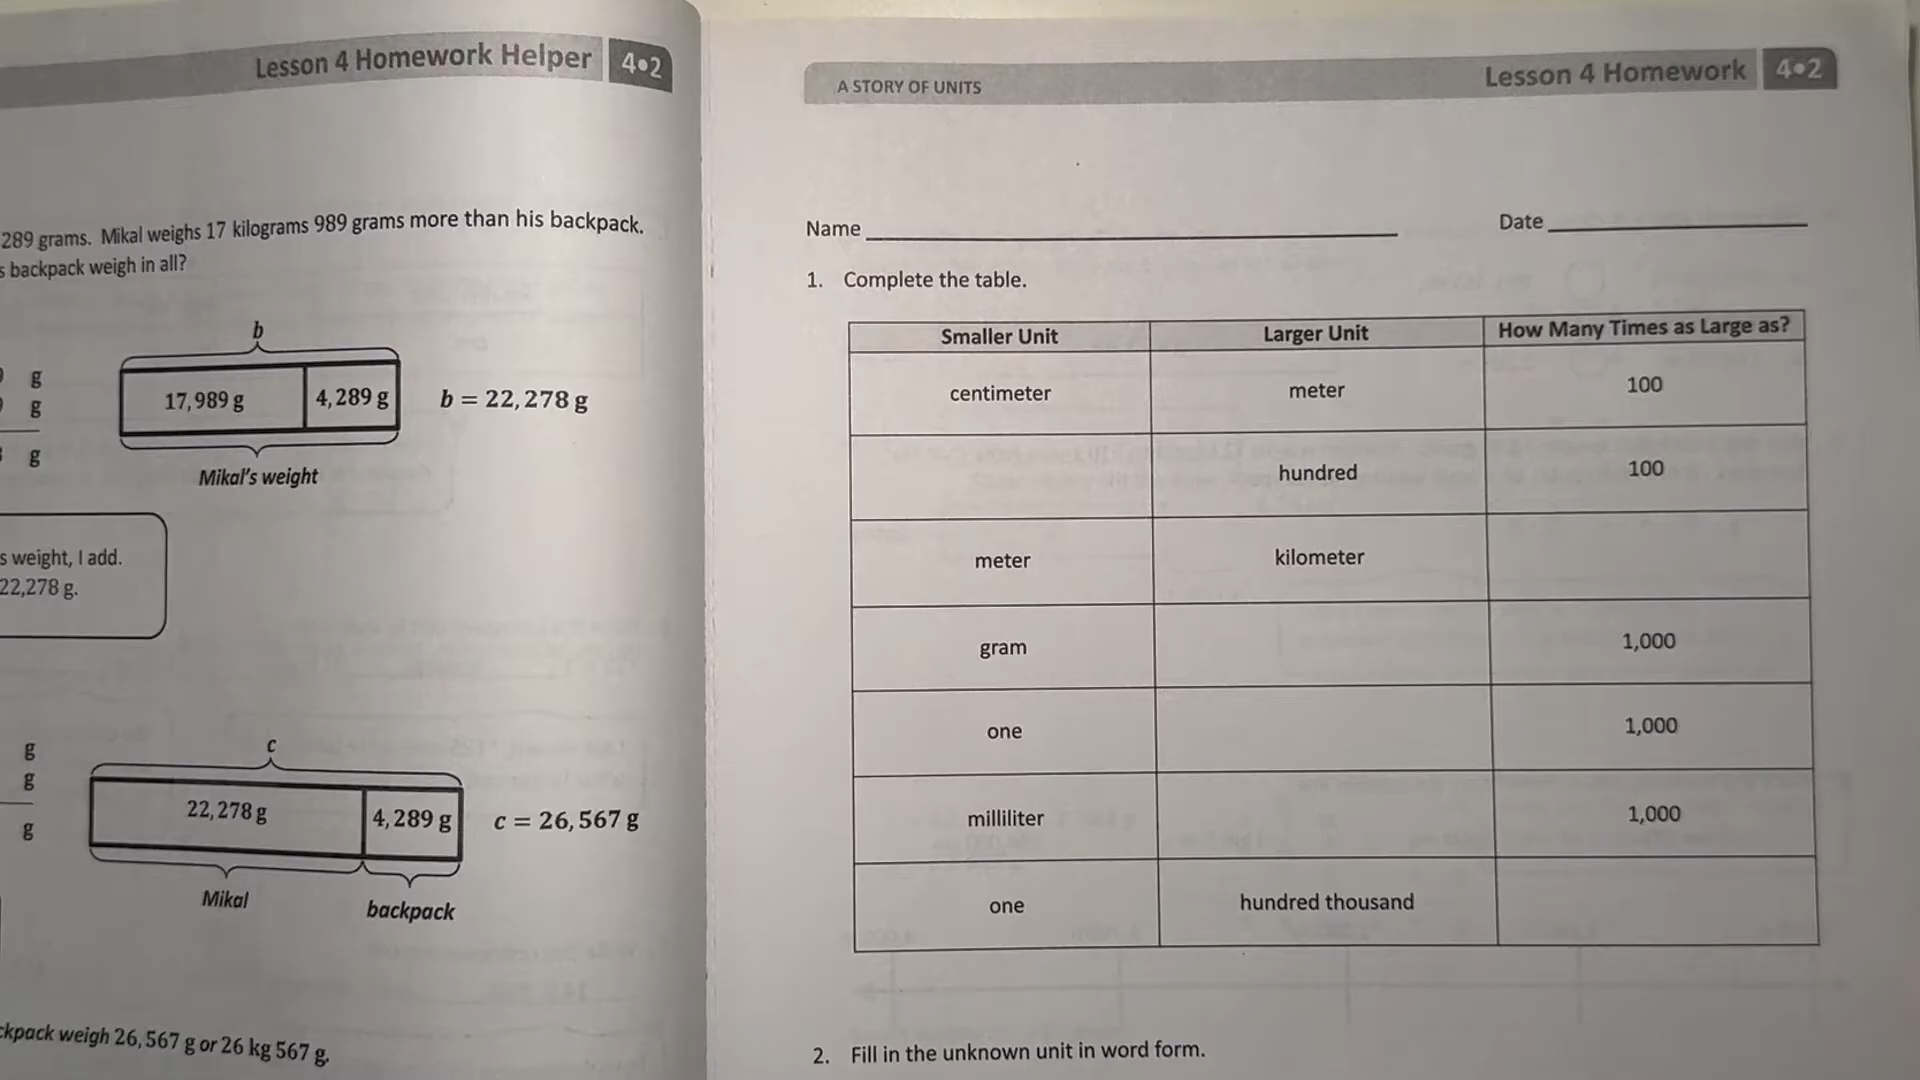 Lesson 4 Homework Helper 4•2
289 grams. Mikal weighs 17 kilograms 989 grams more than his backpack.
backpack weigh in all?
b
g
g
17,989 g 4,289 g b = 22,278 g
g
Mikal's weight
s weight, I add.
22,278 g.
c
g
g
22,278 g 4,289 g c = 26,567 g
g
Mikal
backpack
ckpack weigh 26,567 g or 26 kg 567 g.
A STORY OF UNITS Lesson 4 Homework 4•2
Name Date
1. Complete the table.
Smaller Unit Larger Unit How Many Times as Large as?
centimeter meter 100
hundred 100
meter kilometer
gram 1,000
one 1,000
milliliter 1,000
one hundred thousand
2. Fill in the unknown unit in word form.